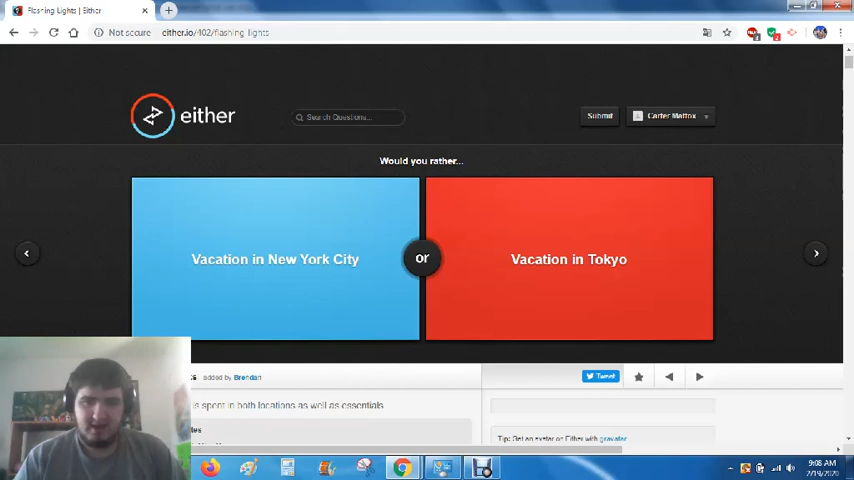 Flashing Lights | Either
Not secure
either.io/402/flashing-lights
either
Search Questions...
Submit
Carter Mattox
Would you rather...
Vacation in New York City
or
Vacation in Tokyo
added by Brendan
Tweet
is spent in both locations as well as essentials
Tip: Get an avatar on Either with gravatar
9:08 AM
2/19/2020